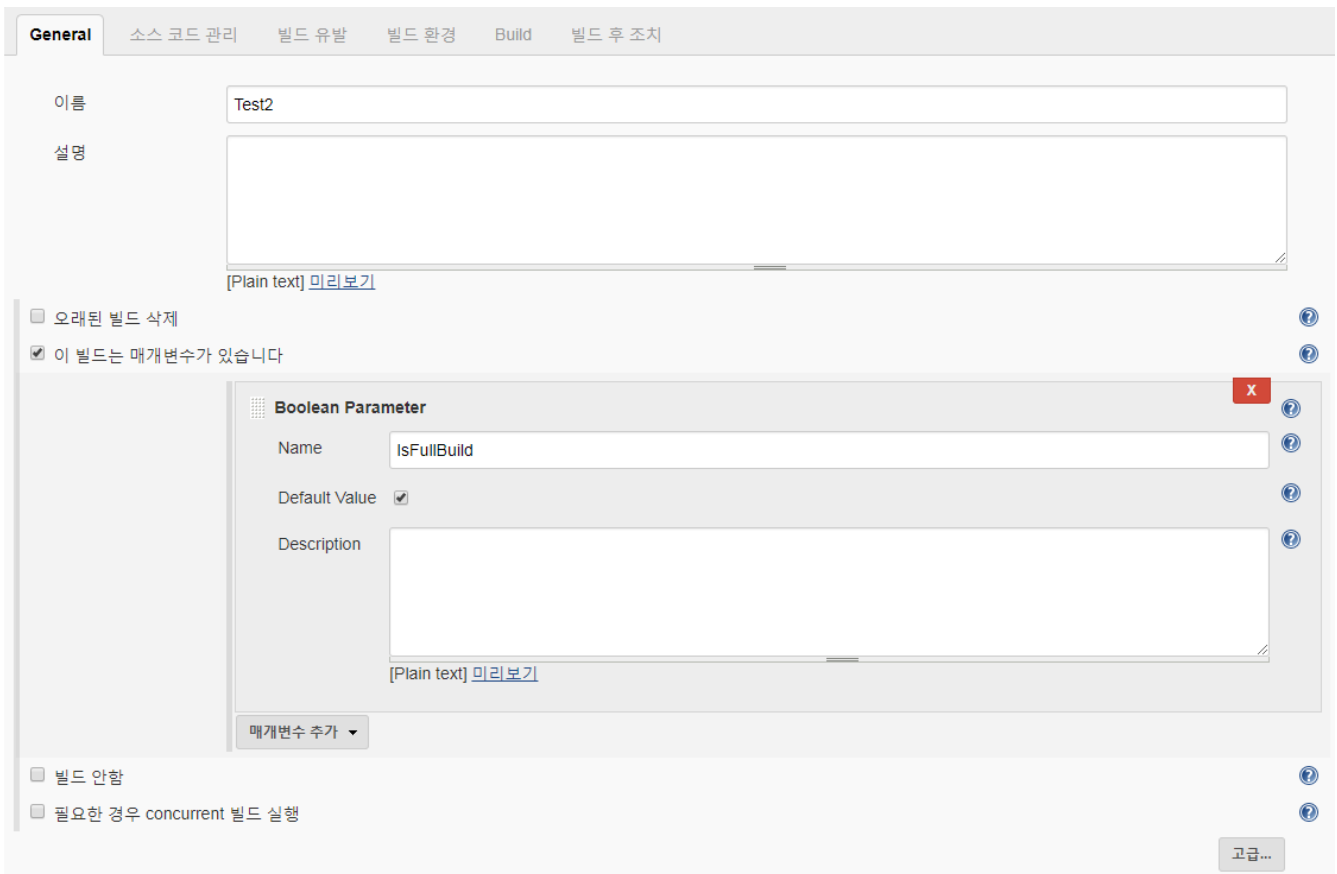 General 소스 코드 관리 빌드 유발 빌드 환경 Build 빌드 후 조치
이름 Test2
설명
[Plain text] 미리보기
오래된 빌드 삭제
이 빌드는 매개변수가 있습니다
X
Boolean Parameter
Name IsFullBuild
Default Value
Description
[Plain text] 미리보기
매개변수 추가
빌드 안함
필요한 경우 concurrent 빌드 실행
고급...